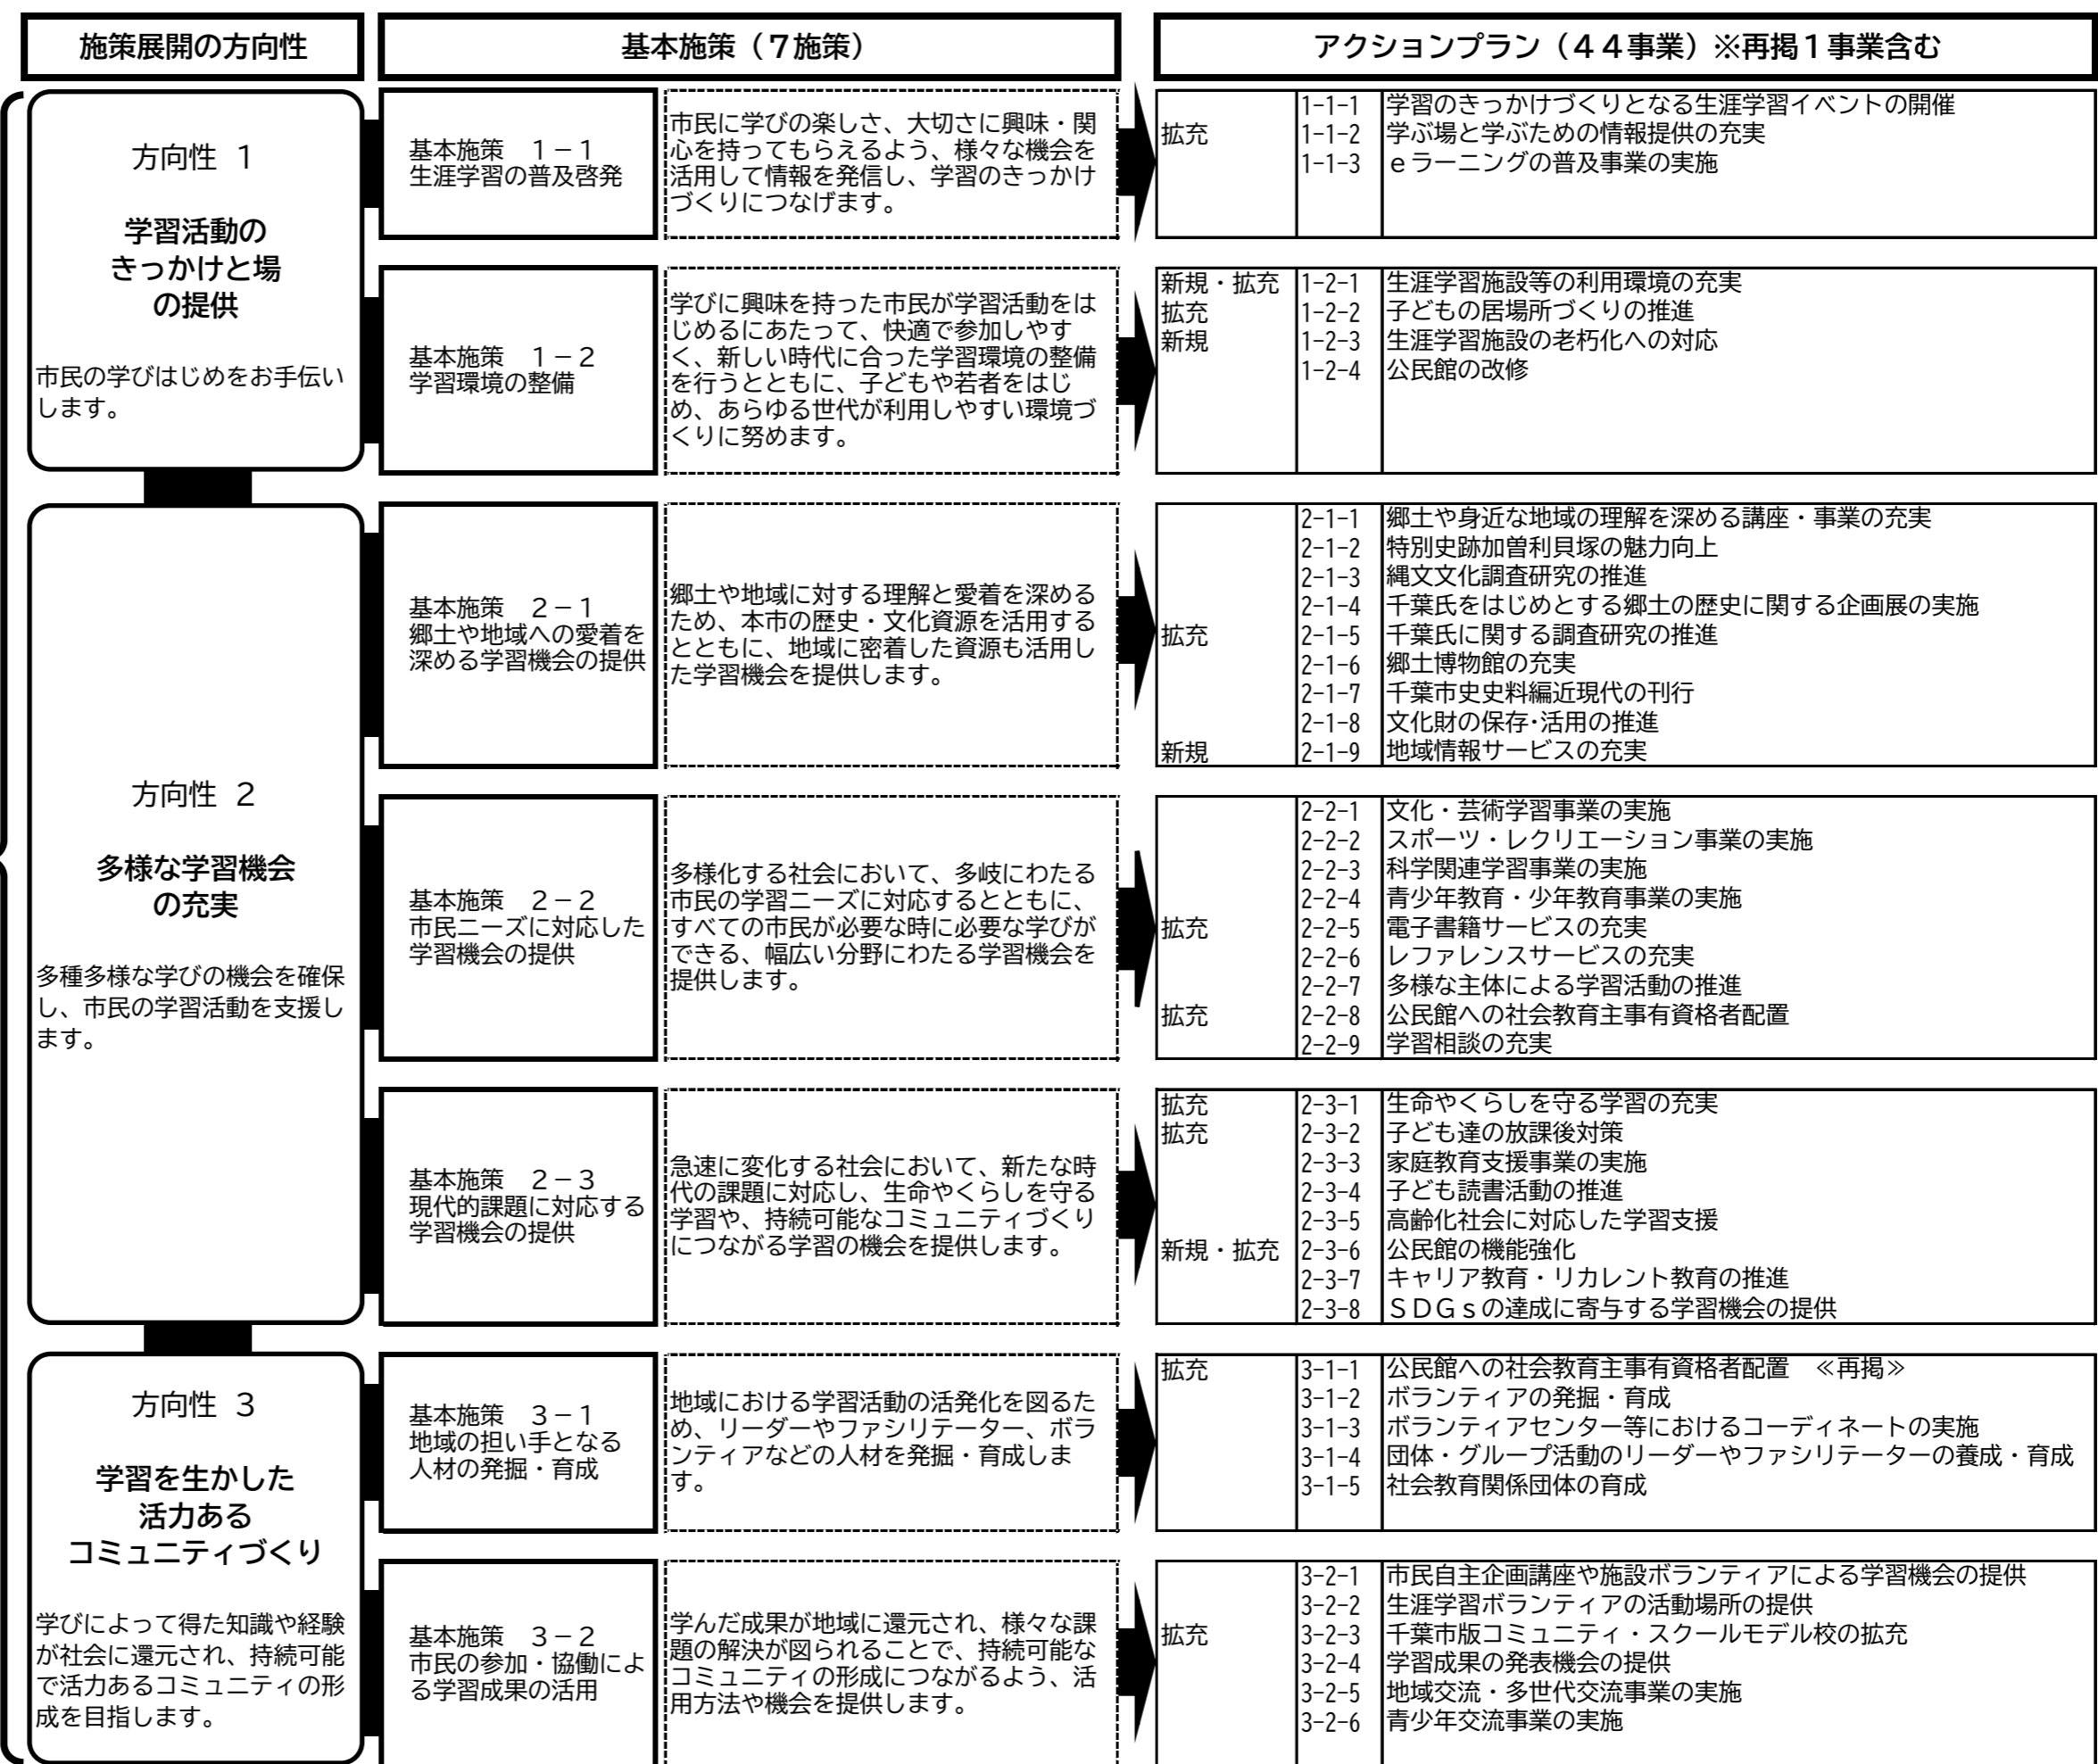 施策展開の方向性
基本施策（７施策）
アクションプラン（４４事業）※再掲１事業含む
方向性 1
学習活動の
きっかけと場
の提供
市民の学びはじめをお手伝い
します。
基本施策　１－１
生涯学習の普及啓発
市民に学びの楽しさ、大切さに興味・関
心を持ってもらえるよう、様々な機会を
活用して情報を発信し、学習のきっかけ
づくりにつなげます。
1-1-1 学習のきっかけづくりとなる生涯学習イベントの開催
拡充 1-1-2 学ぶ場と学ぶための情報提供の充実
1-1-3 ｅラーニングの普及事業の実施
基本施策　１－２
学習環境の整備
学びに興味を持った市民が学習活動をは
じめるにあたって、快適で参加しやす
く、新しい時代に合った学習環境の整備
を行うとともに、子どもや若者をはじ
め、あらゆる世代が利用しやすい環境づ
くりに努めます。
新規・拡充 1-2-1 生涯学習施設等の利用環境の充実
拡充 1-2-2 子どもの居場所づくりの推進
新規 1-2-3 生涯学習施設の老朽化への対応
1-2-4 公民館の改修
方向性 2
多様な学習機会
の充実
多種多様な学びの機会を確保
し、市民の学習活動を支援し
ます。
基本施策　２－１
郷土や地域への愛着を
深める学習機会の提供
郷土や地域に対する理解と愛着を深める
ため、本市の歴史・文化資源を活用する
とともに、地域に密着した資源も活用し
た学習機会を提供します。
2-1-1 郷土や身近な地域の理解を深める講座・事業の充実
2-1-2 特別史跡加曽利貝塚の魅力向上
2-1-3 縄文文化調査研究の推進
2-1-4 千葉氏をはじめとする郷土の歴史に関する企画展の実施
拡充 2-1-5 千葉氏に関する調査研究の推進
2-1-6 郷土博物館の充実
2-1-7 千葉市史史料編近現代の刊行
2-1-8 文化財の保存･活用の推進
新規 2-1-9 地域情報サービスの充実
基本施策　２－２
市民ニーズに対応した
学習機会の提供
多様化する社会において、多岐にわたる
市民の学習ニーズに対応するとともに、
すべての市民が必要な時に必要な学びが
できる、幅広い分野にわたる学習機会を
提供します。
2-2-1 文化・芸術学習事業の実施
2-2-2 スポーツ・レクリエーション事業の実施
2-2-3 科学関連学習事業の実施
2-2-4 青少年教育・少年教育事業の実施
拡充 2-2-5 電子書籍サービスの充実
2-2-6 レファレンスサービスの充実
2-2-7 多様な主体による学習活動の推進
拡充 2-2-8 公民館への社会教育主事有資格者配置
2-2-9 学習相談の充実
基本施策　２－３
現代的課題に対応する
学習機会の提供
急速に変化する社会において、新たな時
代の課題に対応し、生命やくらしを守る
学習や、持続可能なコミュニティづくり
につながる学習の機会を提供します。
拡充 2-3-1 生命やくらしを守る学習の充実
拡充 2-3-2 子ども達の放課後対策
2-3-3 家庭教育支援事業の実施
2-3-4 子ども読書活動の推進
2-3-5 高齢化社会に対応した学習支援
新規・拡充 2-3-6 公民館の機能強化
2-3-7 キャリア教育・リカレント教育の推進
2-3-8 ＳＤＧｓの達成に寄与する学習機会の提供
方向性 3
学習を生かした
活力ある
コミュニティづくり
学びによって得た知識や経験
が社会に還元され、持続可能
で活力あるコミュニティの形
成を目指します。
基本施策　３－１
地域の担い手となる
人材の発掘・育成
地域における学習活動の活発化を図るた
め、リーダーやファシリテーター、ボラ
ンティアなどの人材を発掘・育成しま
す。
拡充 3-1-1 公民館への社会教育主事有資格者配置　≪再掲≫
3-1-2 ボランティアの発掘・育成
3-1-3 ボランティアセンター等におけるコーディネートの実施
3-1-4 団体・グループ活動のリーダーやファシリテーターの養成・育成
3-1-5 社会教育関係団体の育成
基本施策　３－２
市民の参加・協働によ
る学習成果の活用
学んだ成果が地域に還元され、様々な課
題の解決が図られることで、持続可能な
コミュニティの形成につながるよう、活
用方法や機会を提供します。
3-2-1 市民自主企画講座や施設ボランティアによる学習機会の提供
3-2-2 生涯学習ボランティアの活動場所の提供
拡充 3-2-3 千葉市版コミュニティ・スクールモデル校の拡充
3-2-4 学習成果の発表機会の提供
3-2-5 地域交流・多世代交流事業の実施
3-2-6 青少年交流事業の実施